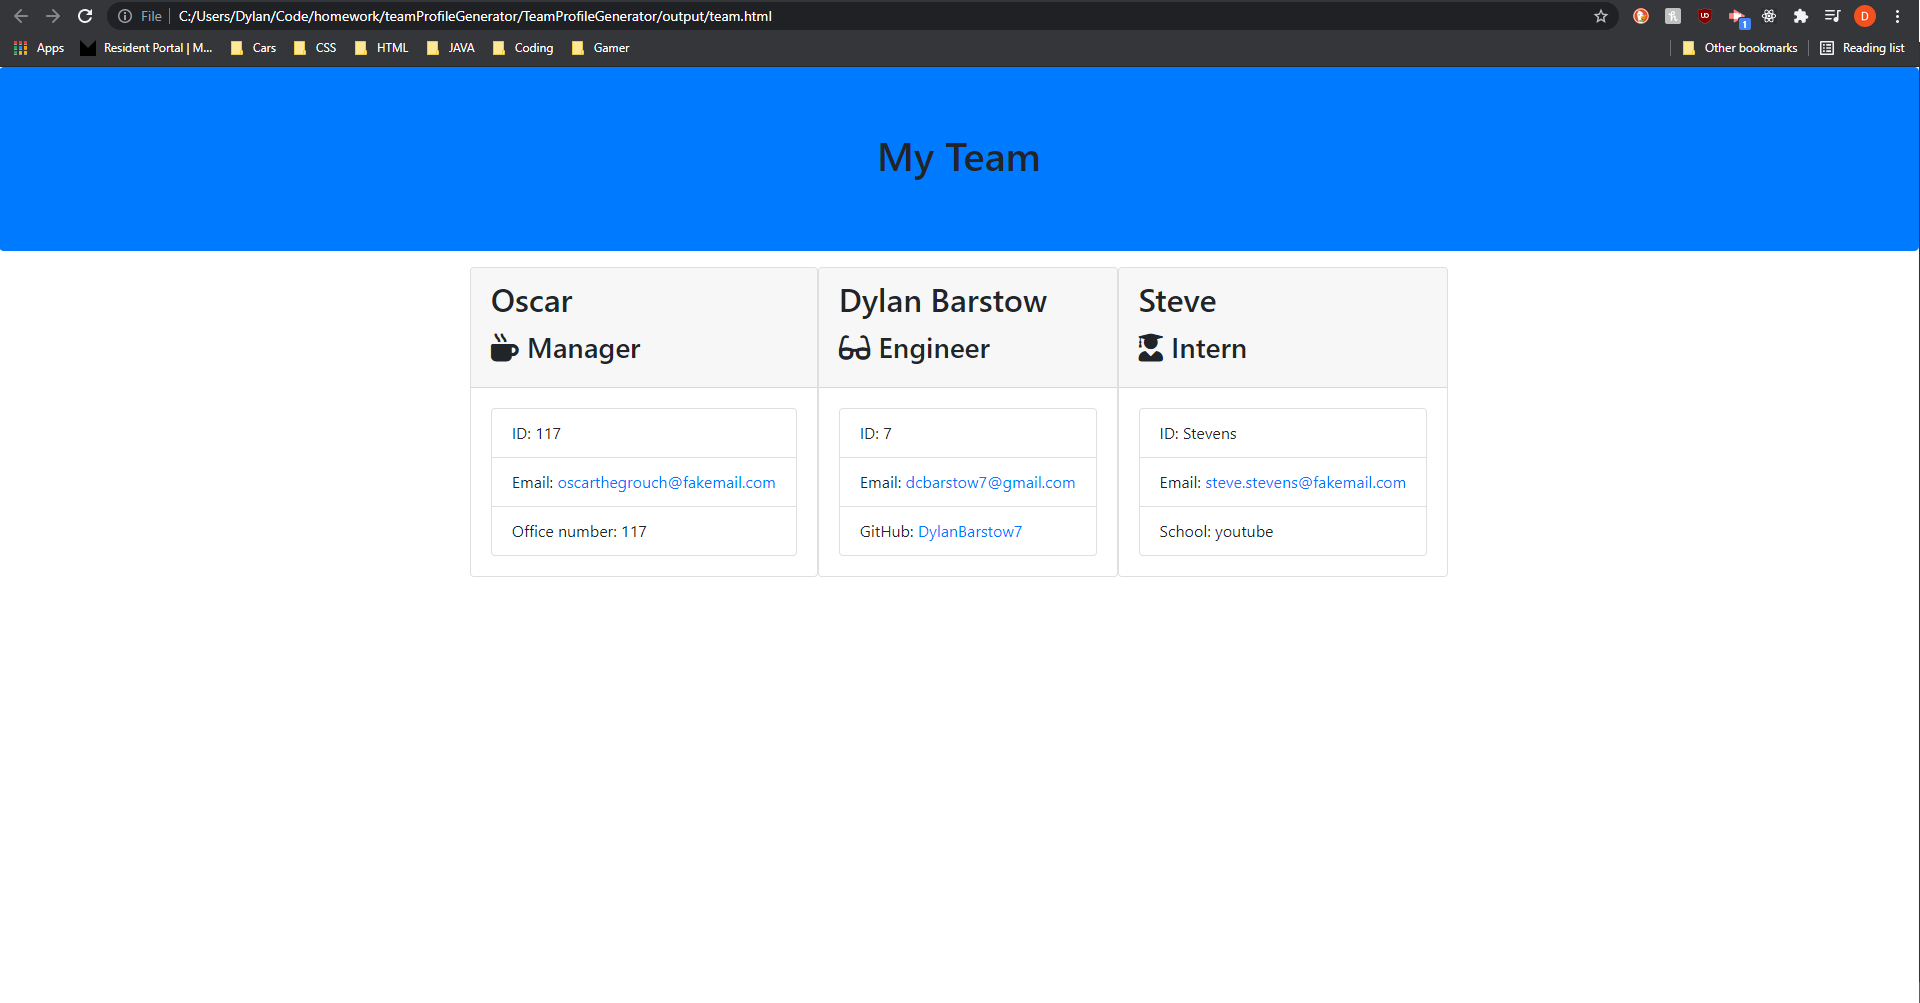 File C:/Users/Dylan/Code/homework/teamProfileGenerator/TeamProfileGenerator/output/team.html
1
D
Apps Resident Portal | M... Cars CSS HTML JAVA Coding Gamer Other bookmarks Reading list
My Team
Oscar
Manager
ID: 117
Email: oscarthegrouch@fakemail.com
Office number: 117
Dylan Barstow
Engineer
ID: 7
Email: dcbarstow7@gmail.com
GitHub: DylanBarstow7
Steve
Intern
ID: Stevens
Email: steve.stevens@fakemail.com
School: youtube